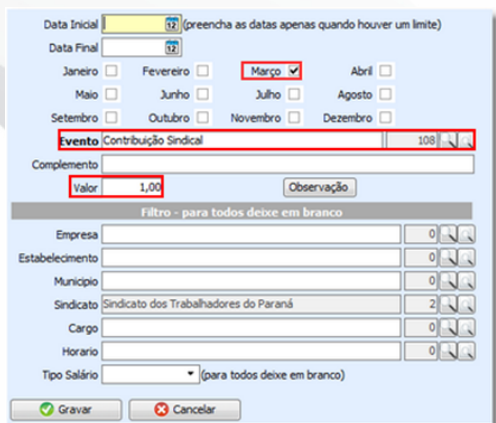 Data Inicial 12 (preencha as datas apenas quando houver um limite)
Data Final 12
Janeiro Fevereiro Março Abril
Maio Junho Julho Agosto
Setembro Outubro Novembro Dezembro
Evento Contribuição Sindical 108
Complemento
Valor 1,00 Observação
Filtro - para todos deixe em branco
Empresa 0
Estabelecimento 0
Municipio 0
Sindicato Sindicato dos Trabalhadores do Paraná 2
Cargo 0
Horario 0
Tipo Salário (para todos deixe em branco)
Gravar Cancelar